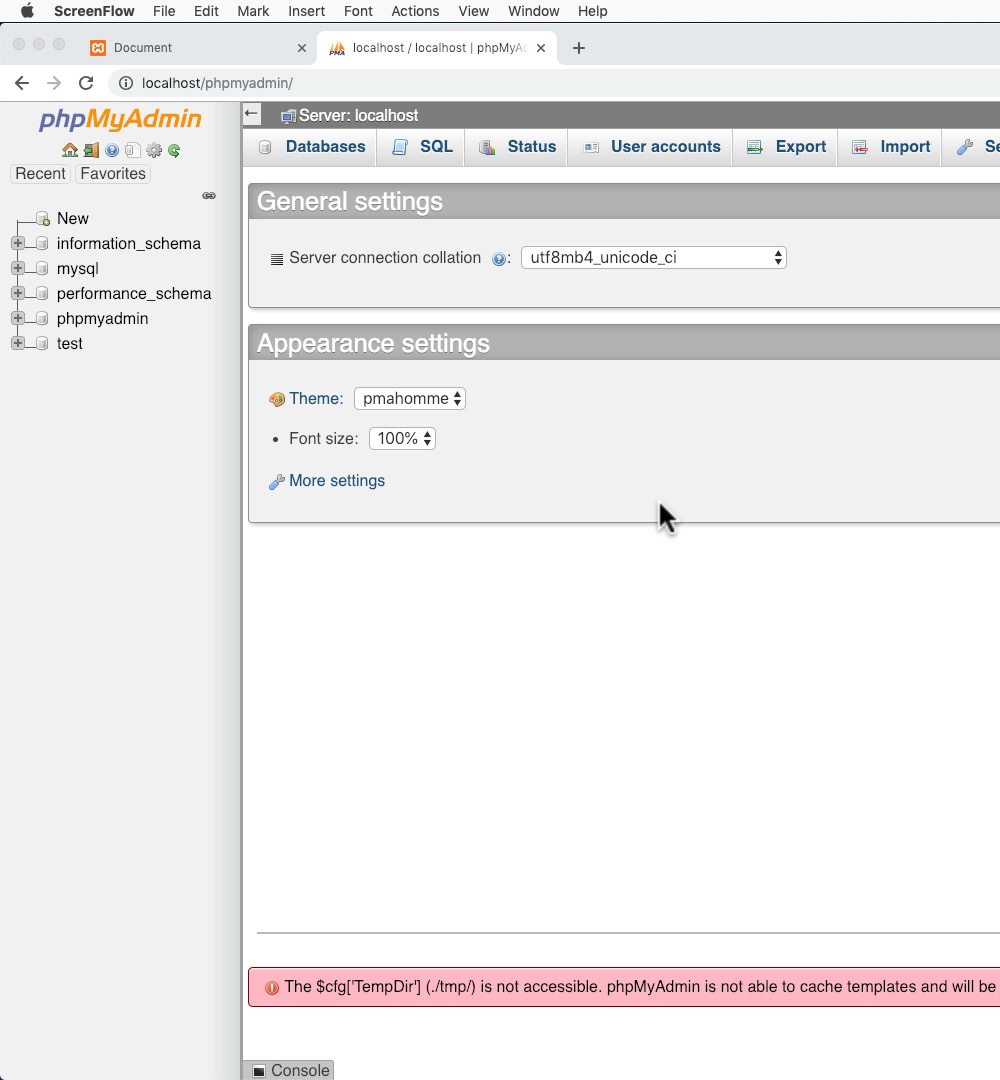 ScreenFlow File Edit Mark Insert Font Actions View Window Help
Document
localhost / localhost | phpMyAd
localhost/phpmyadmin/
phpMyAdmin
Recent Favorites
New
information_schema
mysql
performance_schema
phpmyadmin
test
Server: localhost
Databases SQL Status User accounts Export Import Se
General settings
Server connection collation : utf8mb4_unicode_ci
Appearance settings
Theme: pmahomme
Font size: 100%
More settings
The $cfg['TempDir'] (./tmp/) is not accessible. phpMyAdmin is not able to cache templates and will be
Console